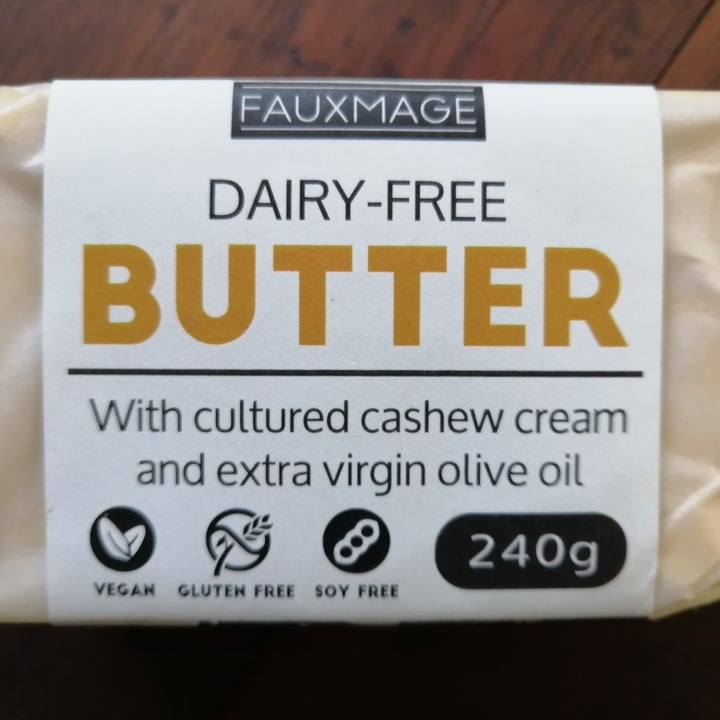 FAUXMAGE
DAIRY-FREE
BUTTER
With cultured cashew cream
and extra virgin olive oil
VEGAN GLUTEN FREE SOY FREE 240g